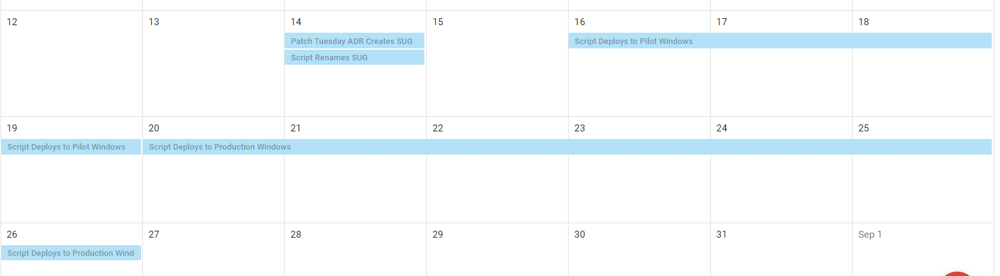 12 13 14 15 16 17 18
Patch Tuesday ADR Creates SUG
Script Deploys to Pilot Windows
Script Renames SUG
19 20 21 22 23 24 25
Script Deploys to Pilot Windows
Script Deploys to Production Windows
26 27 28 29 30 31 Sep 1
Script Deploys to Production Wind